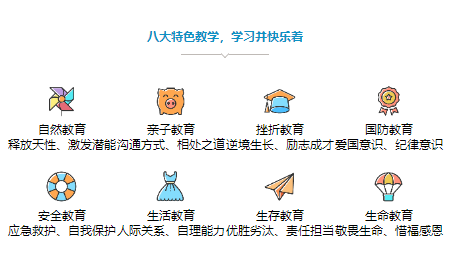 八大特色教学，学习并快乐着
自然教育 亲子教育 挫折教育 国防教育
释放天性、激发潜能 沟通方式、相处之道 逆境生长、励志成才 爱国意识、纪律意识
安全教育 生活教育 生存教育 生命教育
应急救护、自我保护 人际关系、自理能力 优胜劣汰、责任担当 敬畏生命、惜福感恩